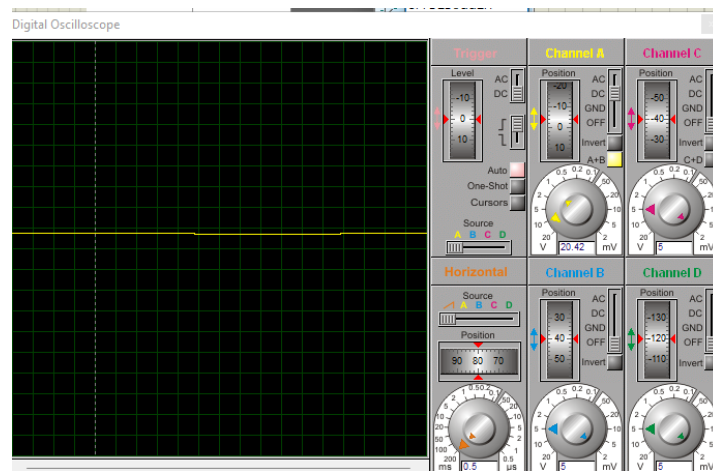 Digital Oscilloscope
Trigger
Level
AC
DC
-10
0
10
Auto
One-Shot
Cursors
Source
A B C D
Channel A
Position
AC
DC
GND
OFF
Invert
A+B
-20
-10
0
10
V
20.42
mV
Channel C
Position
AC
DC
GND
OFF
Invert
C+D
-50
-40
-30
V
5
mV
Horizontal
Source
A B C D
Position
90 80 70
ms
0.5
µs
Channel B
Position
AC
DC
GND
OFF
Invert
30
40
50
V
5
mV
Channel D
Position
AC
DC
GND
OFF
Invert
-130
-120
-110
V
5
mV